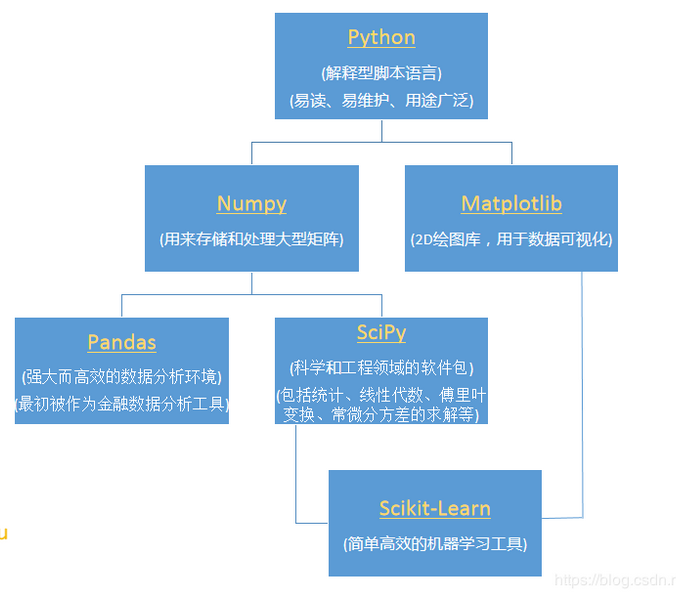 Python
(解释型脚本语言)
(易读、易维护、用途广泛)
Numpy
(用来存储和处理大型矩阵)
Matplotlib
(2D绘图库，用于数据可视化)
Pandas
(强大而高效的数据分析环境)
(最初被作为金融数据分析工具)
SciPy
(科学和工程领域的软件包)
(包括统计、线性代数、傅里叶
变换、常微分方差的求解等)
Scikit-Learn
(简单高效的机器学习工具)
u
https://blog.csdn.r